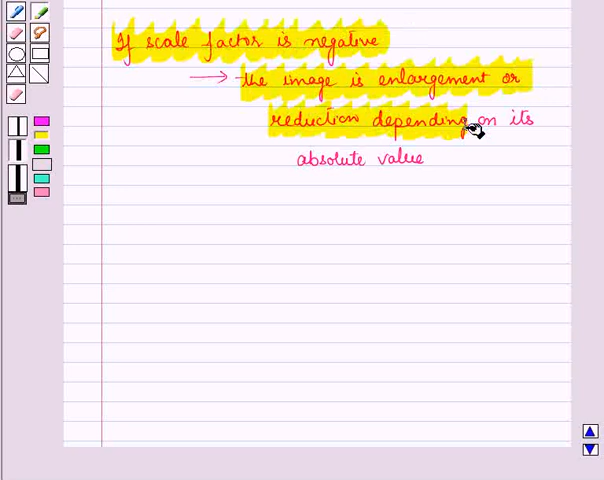 If scale factor is negative
→ the image is enlargement or
reduction depending on its
absolute value